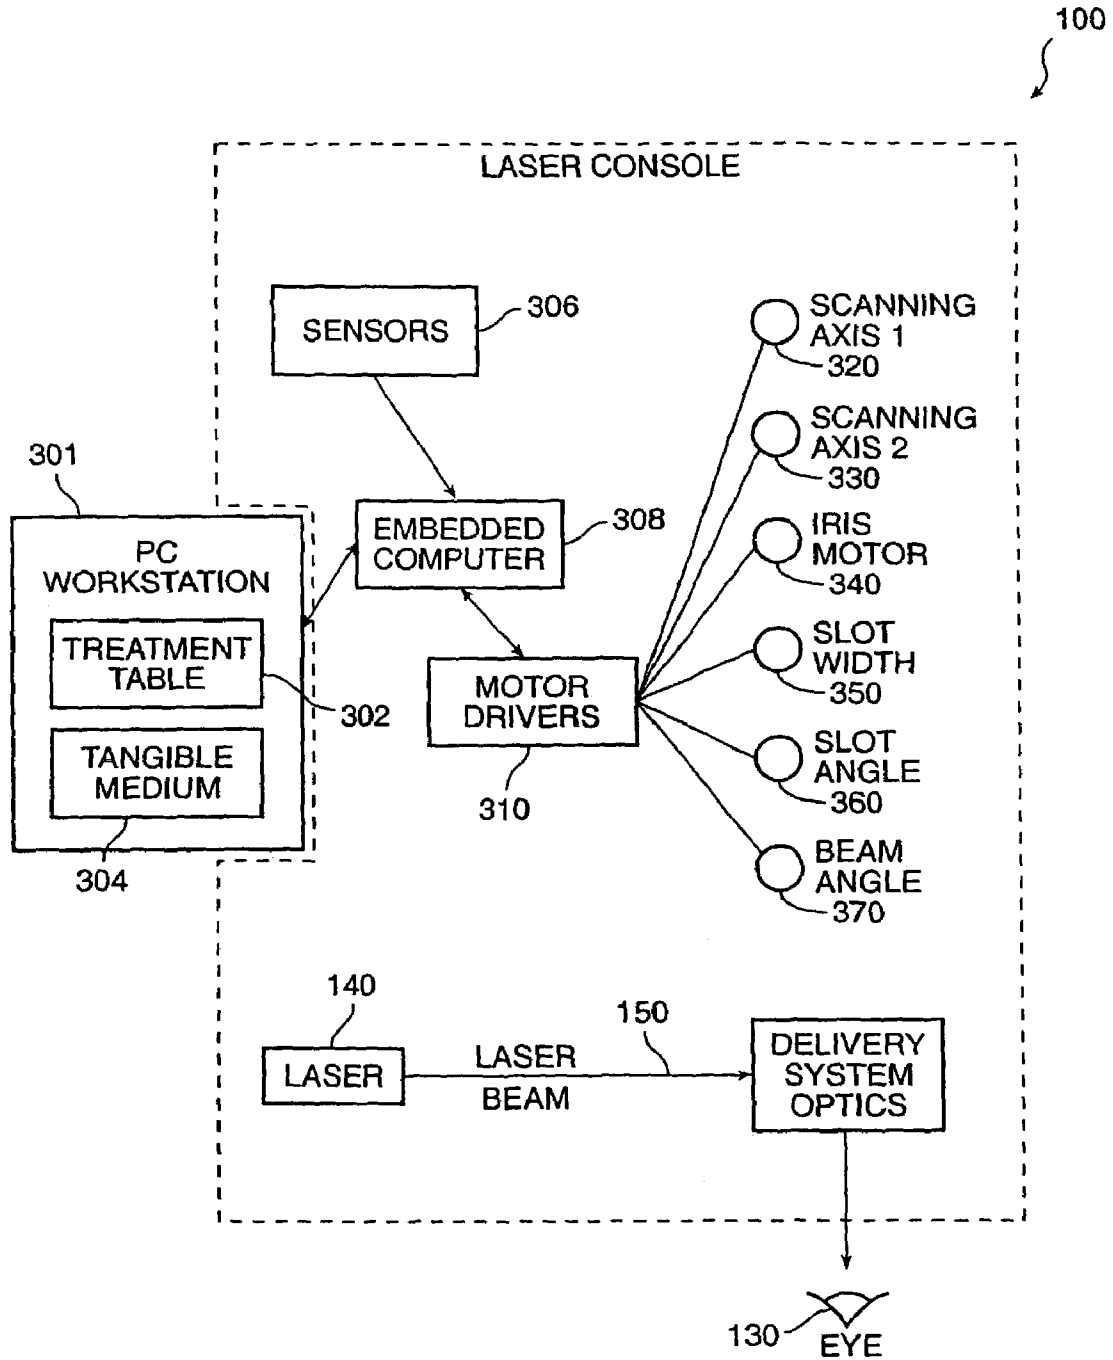 100
LASER CONSOLE
SENSORS
306
SCANNING
AXIS 1
320
SCANNING
AXIS 2
330
301
PC
WORKSTATION
TREATMENT
TABLE
302
TANGIBLE
MEDIUM
304
EMBEDDED
COMPUTER
308
IRIS
MOTOR
340
MOTOR
DRIVERS
310
SLOT
WIDTH
350
SLOT
ANGLE
360
BEAM
ANGLE
370
140
LASER
LASER
BEAM
150
DELIVERY
SYSTEM
OPTICS
130
EYE